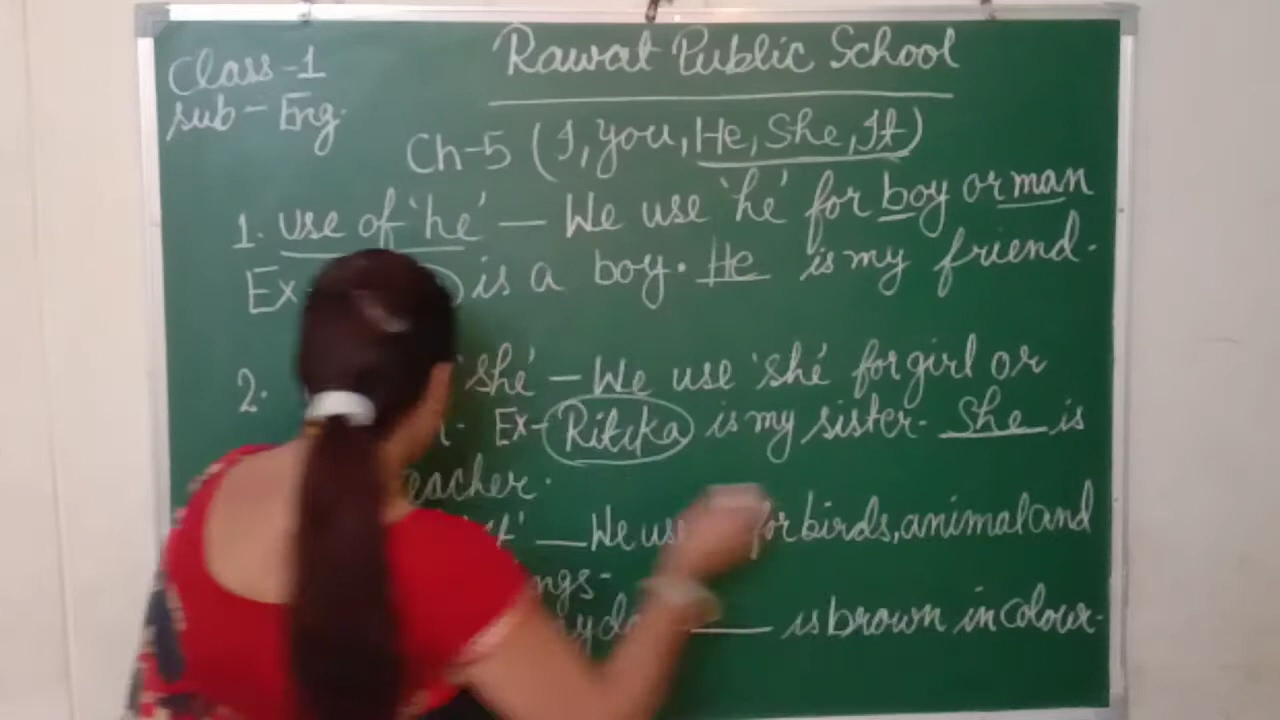 Rawat Public School
Class-1
Sub-Eng.
Ch-5 (I, you, He, She, It)
1. use of 'he' — We use 'he' for boy or man
Ex- is a boy. He is my friend.
2. 'she' — We use 'she' for girl or
Ex- Ritika is my sister. She is
eacher.
— We use for birds, animal and
ngs.
is brown in colour.